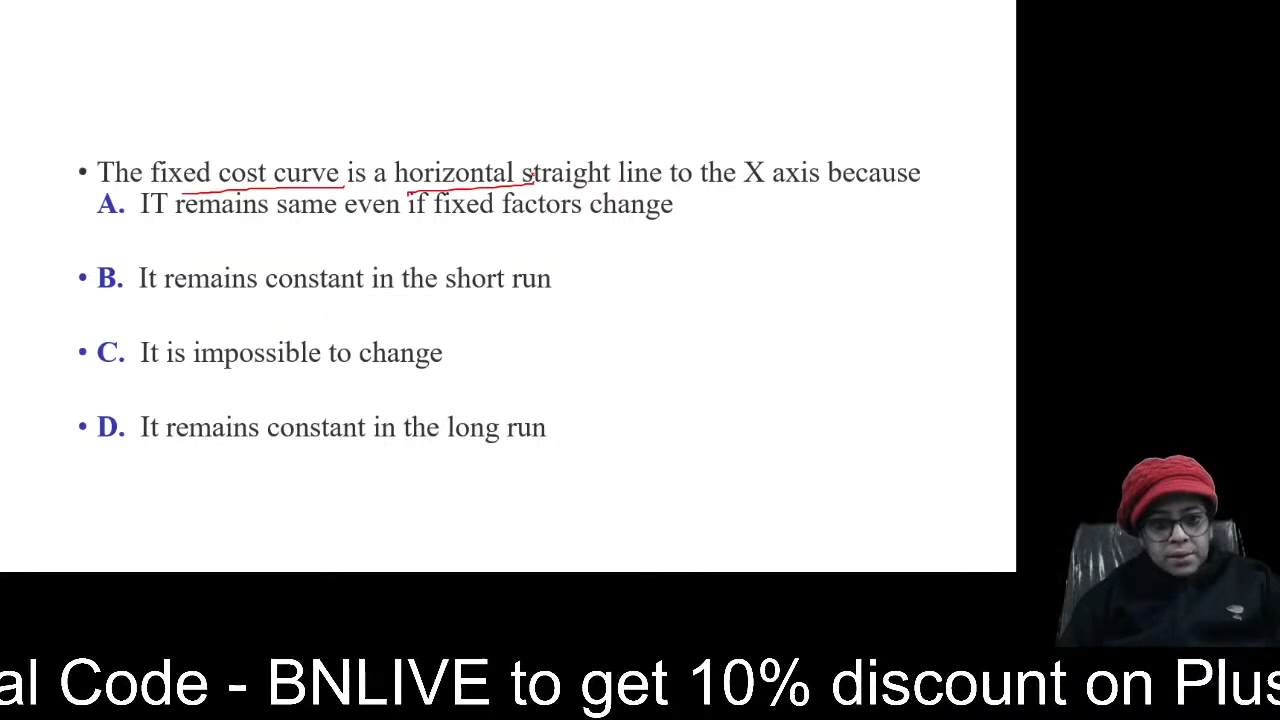 • The fixed cost curve is a horizontal straight line to the X axis because
A. IT remains same even if fixed factors change
• B. It remains constant in the short run
• C. It is impossible to change
• D. It remains constant in the long run
al Code - BNLIVE to get 10% discount on Plus